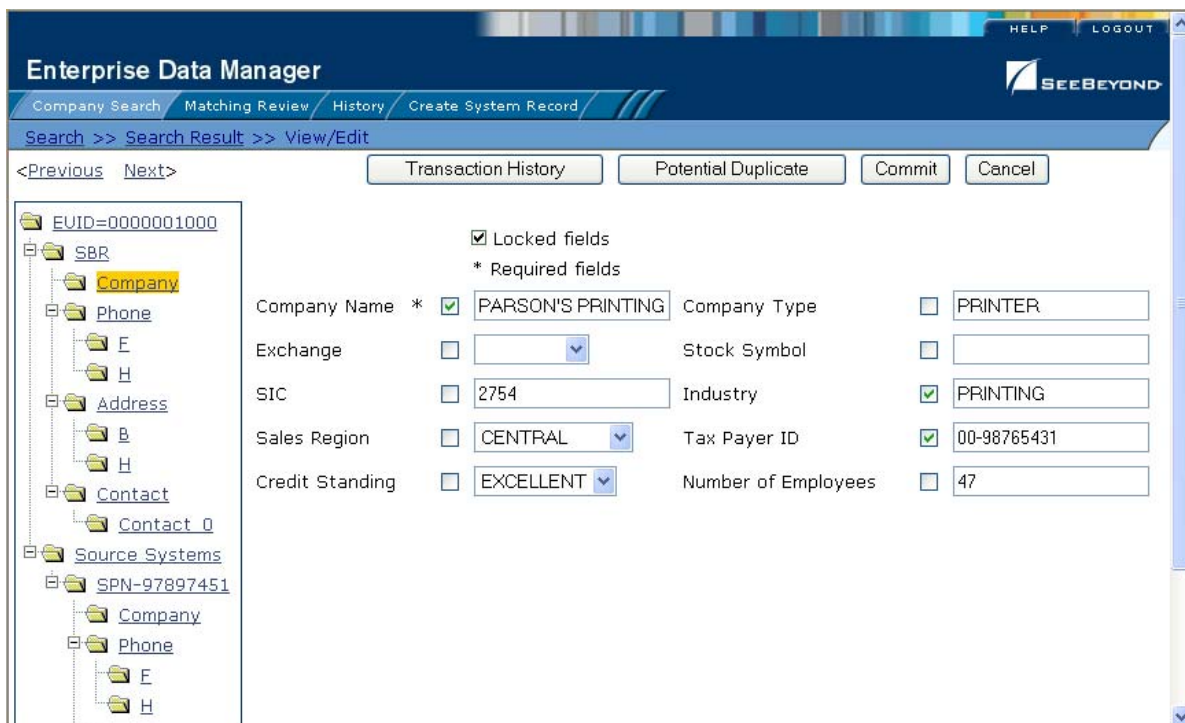 HELP LOGOUT
Enterprise Data Manager
SEEBEYOND
Company Search Matching Review History Create System Record
Search >> Search Result >> View/Edit
<Previous Next> Transaction History Potential Duplicate Commit Cancel
EUID=0000001000
SBR
Company
Phone
F
H
Address
B
H
Contact
Contact_0
Source Systems
SPN-97897451
Company
Phone
F
H
Locked fields
* Required fields
Company Name * PARSON'S PRINTING Company Type PRINTER
Exchange Stock Symbol
SIC 2754 Industry PRINTING
Sales Region CENTRAL Tax Payer ID 00-98765431
Credit Standing EXCELLENT Number of Employees 47